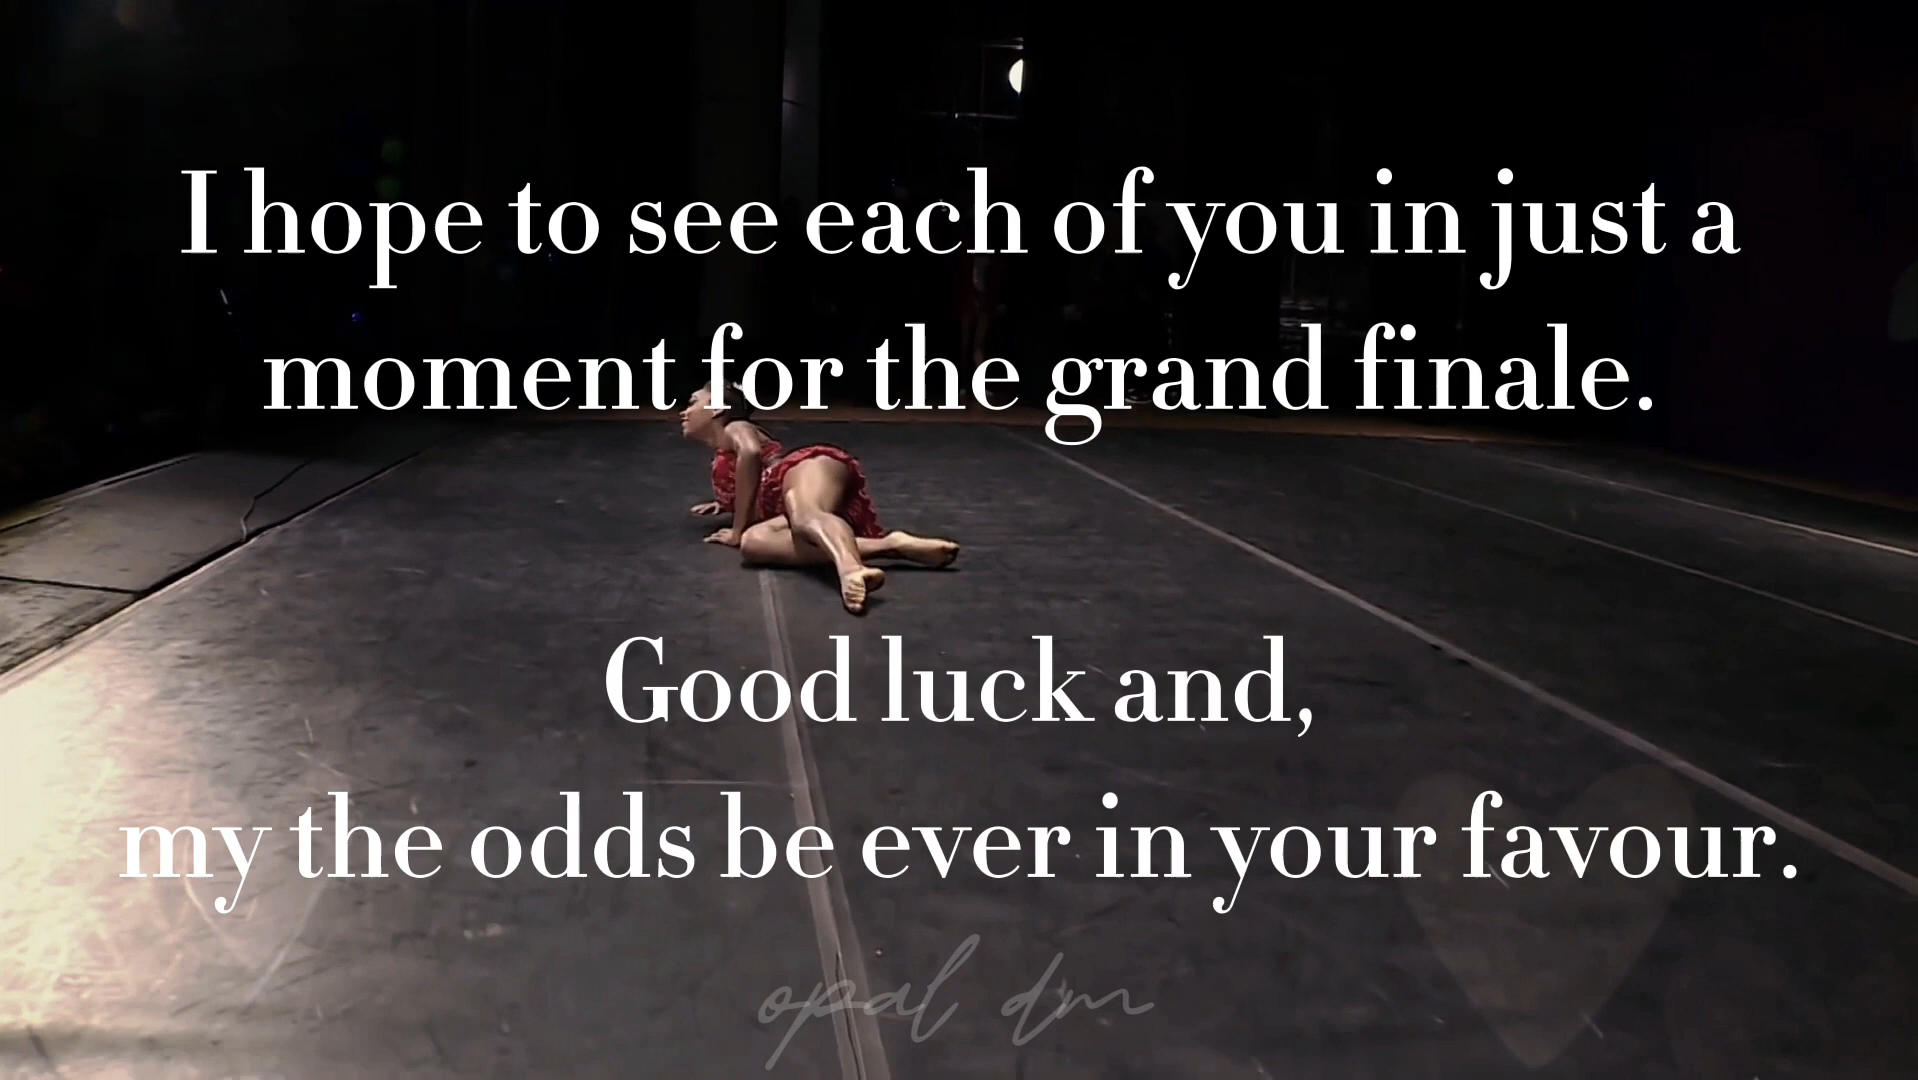 I hope to see each of you in just a
moment for the grand finale.
Good luck and,
my the odds be ever in your favour.
opal dm